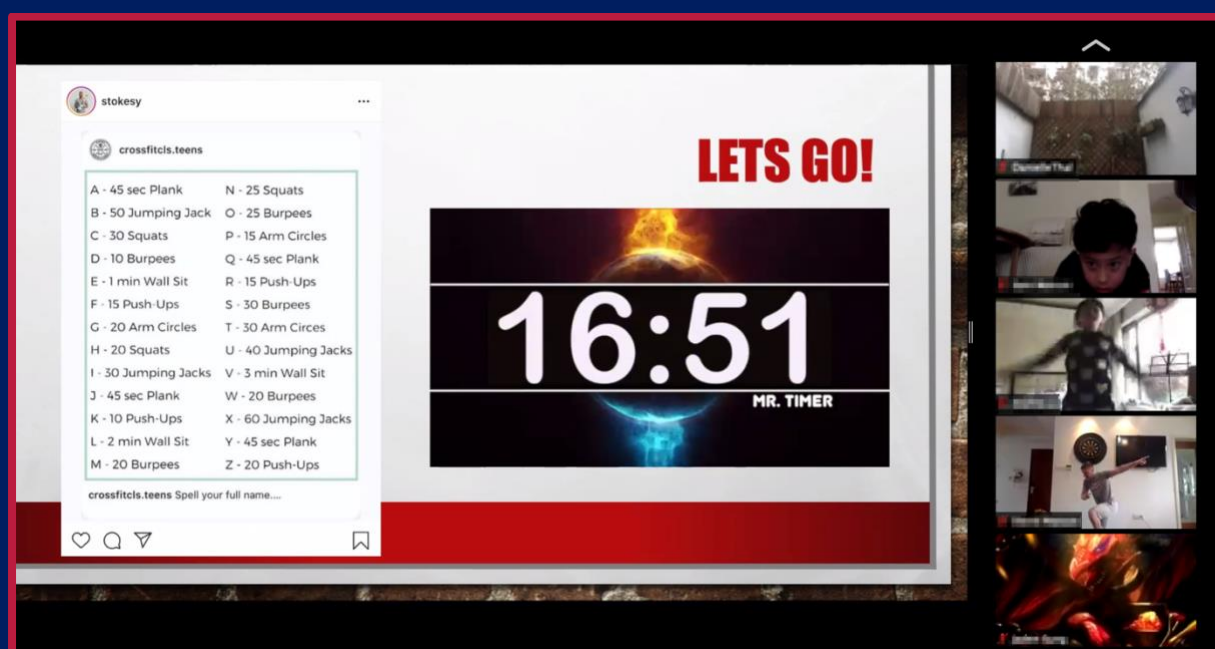 stokesy
crossfitcls.teens
A - 45 sec Plank
B - 50 Jumping Jack
C - 30 Squats
D - 10 Burpees
E - 1 min Wall Sit
F - 15 Push-Ups
G - 20 Arm Circles
H - 20 Squats
I - 30 Jumping Jacks
J - 45 sec Plank
K - 10 Push-Ups
L - 2 min Wall Sit
M - 20 Burpees
N - 25 Squats
O - 25 Burpees
P - 15 Arm Circles
Q - 45 sec Plank
R - 15 Push-Ups
S - 30 Burpees
T - 30 Arm Circes
U - 40 Jumping Jacks
V - 3 min Wall Sit
W - 20 Burpees
X - 60 Jumping Jacks
Y - 45 sec Plank
Z - 20 Push-Ups
crossfitcls.teens Spell your full name....
LETS GO!
16:51
MR. TIMER